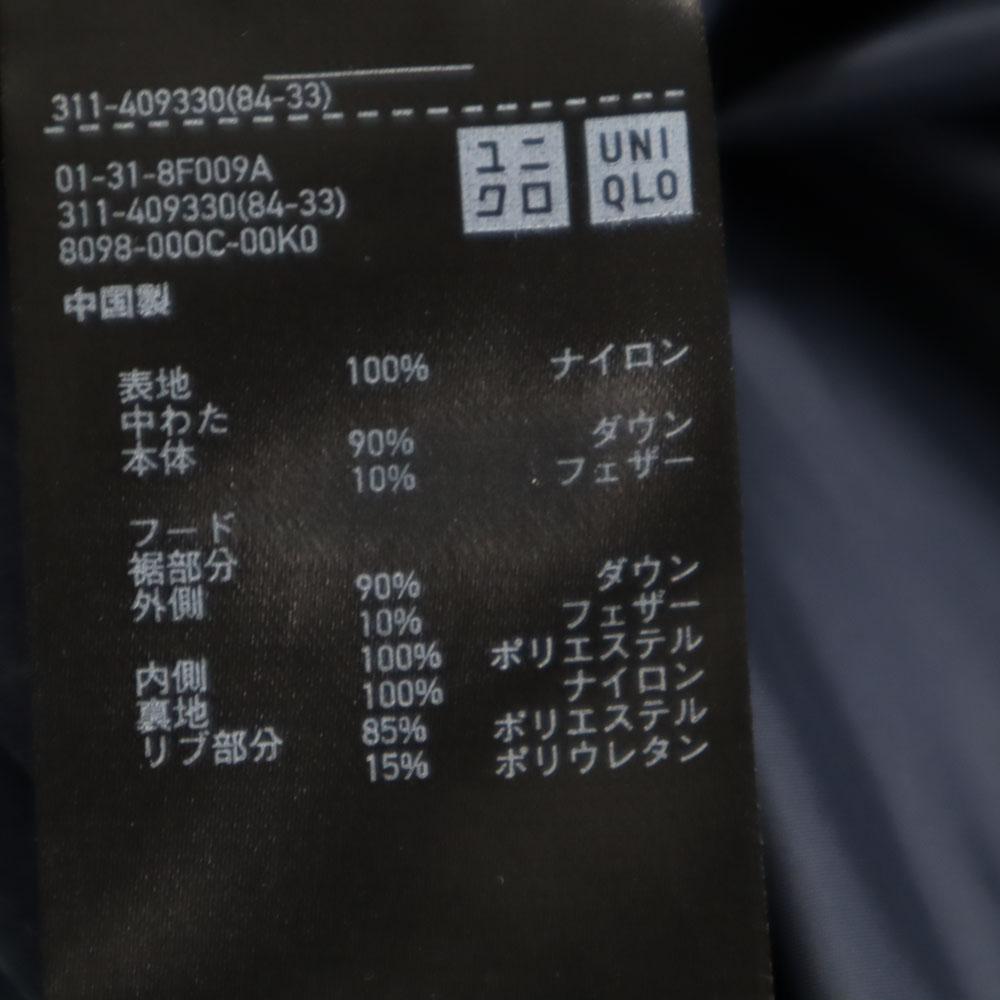 311-409330(84-33)
01-31-8F009A
311-409330(84-33)
8098-000C-00K0
ユニ
クロ
UNI
QLO
中国製
表地 100% ナイロン
中わた
本体 90% ダウン
10% フェザー
フード
裾部分
外側 90% ダウン
10% フェザー
内側 100% ポリエステル
裏地 100% ナイロン
リブ部分 85% ポリエステル
15% ポリウレタン